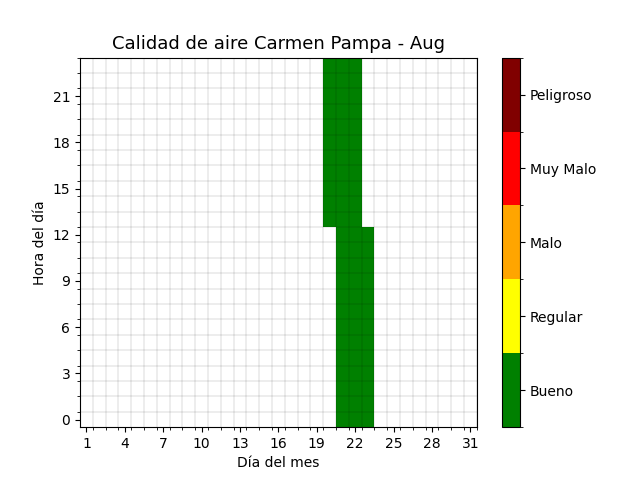 Calidad de aire Carmen Pampa - Aug
Hora del día
21
18
15
12
9
6
3
0
1 4 7 10 13 16 19 22 25 28 31
Día del mes
Peligroso
Muy Malo
Malo
Regular
Bueno